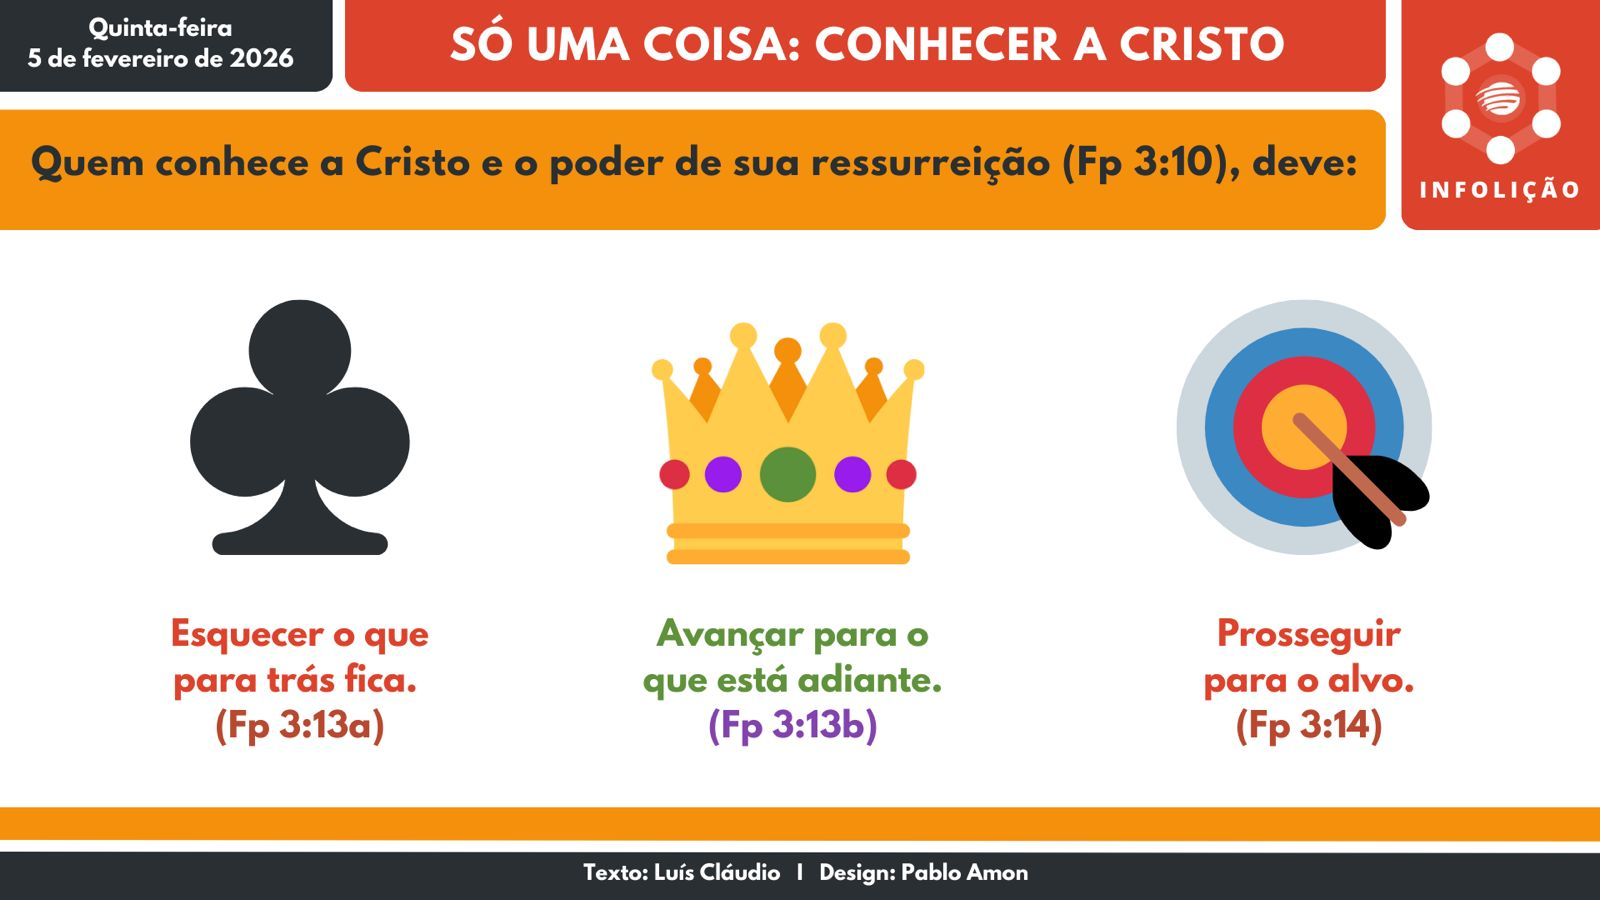 Quinta-feira
5 de fevereiro de 2026
SÓ UMA COISA: CONHECER A CRISTO
INFOLIÇÃO
Quem conhece a Cristo e o poder de sua ressurreição (Fp 3:10), deve:
Esquecer o que
para trás fica.
(Fp 3:13a)
Avançar para o
que está adiante.
(Fp 3:13b)
Prosseguir
para o alvo.
(Fp 3:14)
Texto: Luís Cláudio | Design: Pablo Amon